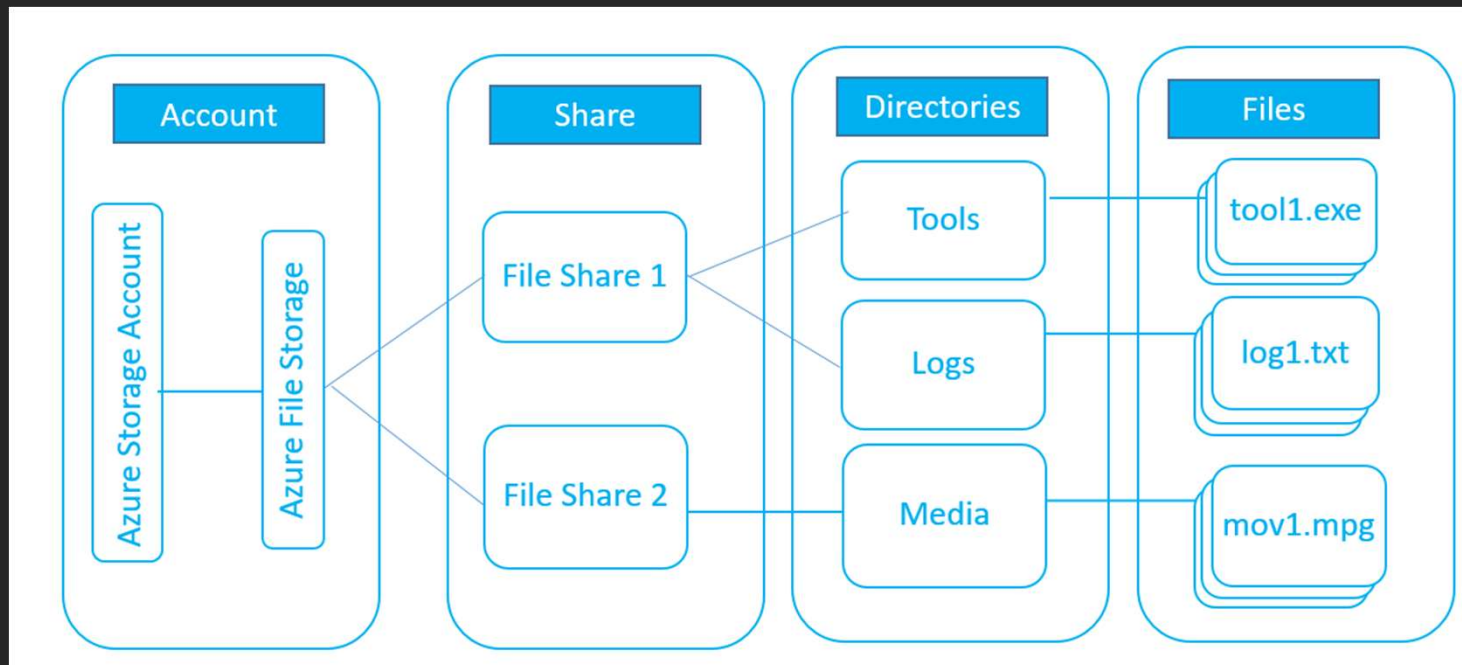 Account
Azure Storage Account
Azure File Storage
Share
File Share 1
File Share 2
Directories
Tools
Logs
Media
Files
tool1.exe
log1.txt
mov1.mpg